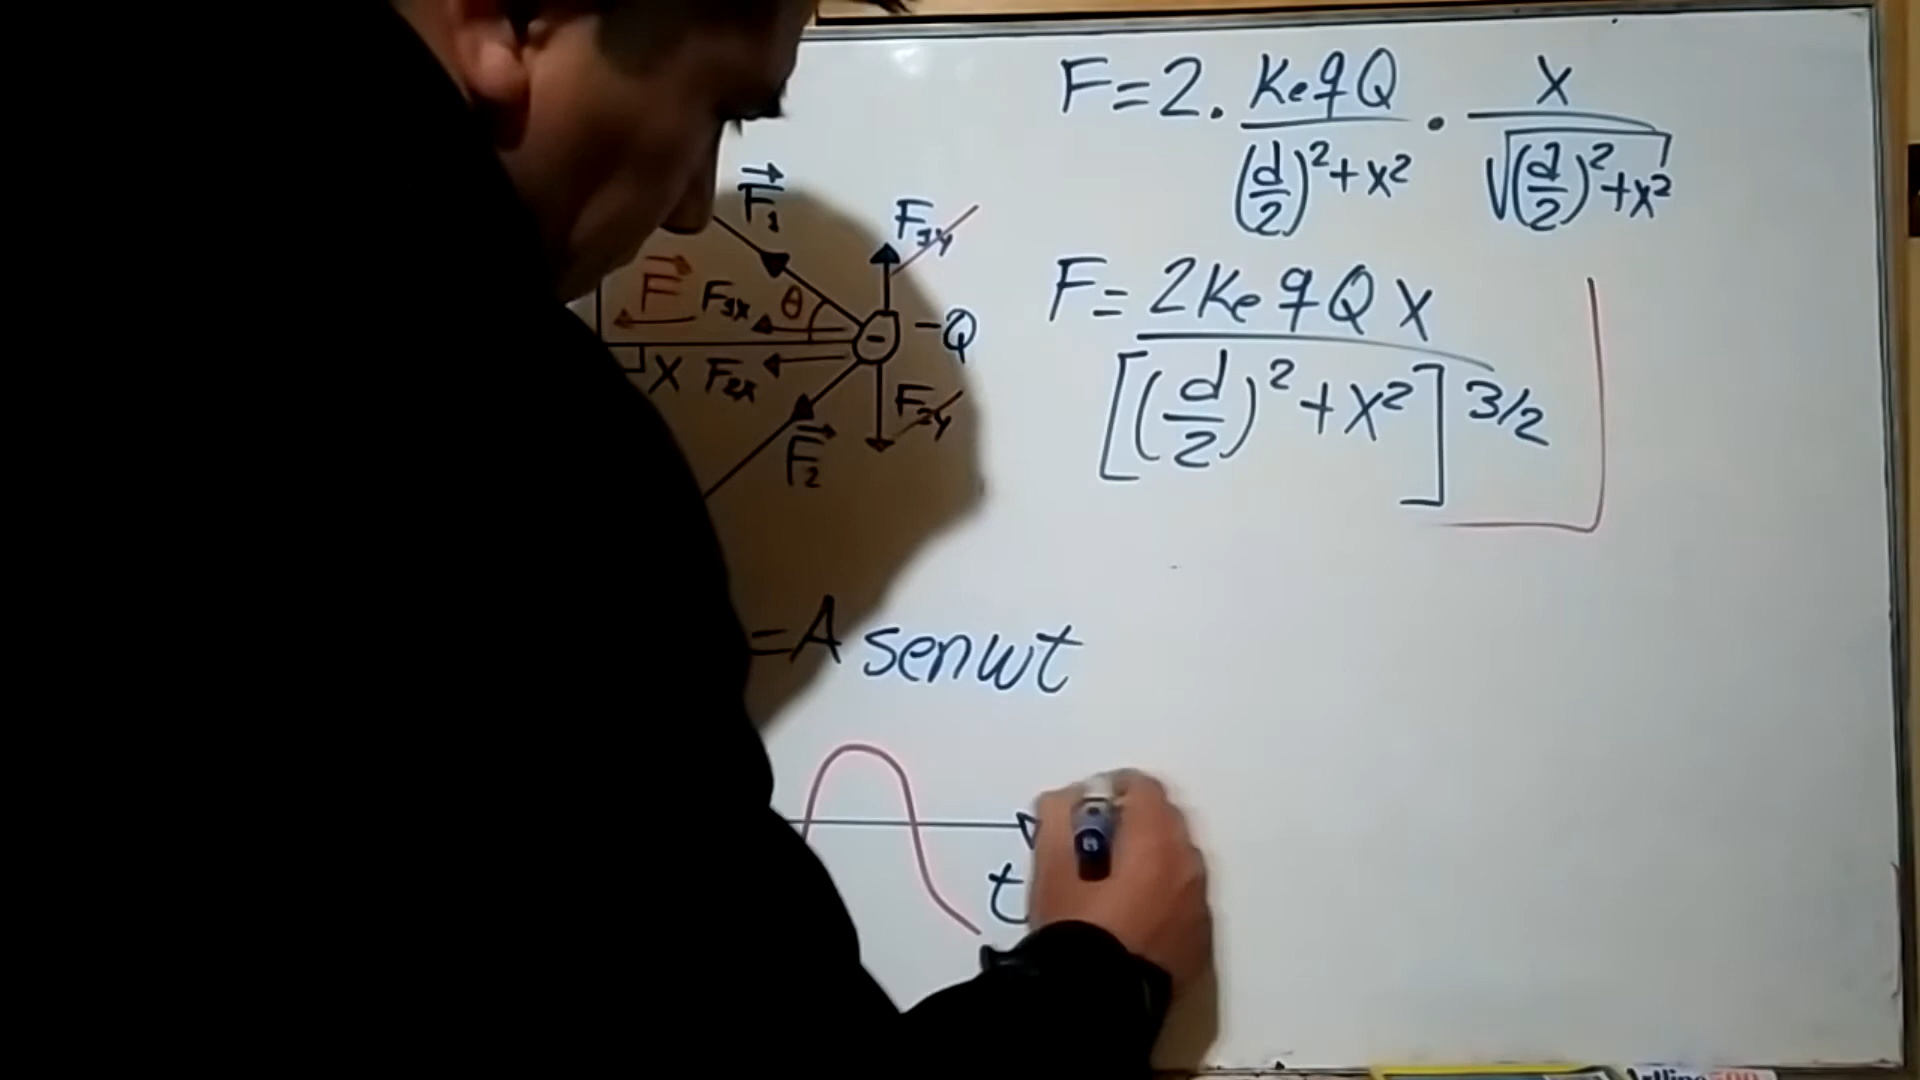 F = 2 · KeqQ / (d/2)² + x² · x / √((d/2)² + x²)
F = 2KeqQx / [(d/2)² + x²]^3/2
F₁
F₁y
F F₁x θ
-Q
x F₂x
F₂y
F₂
=A senωt
t